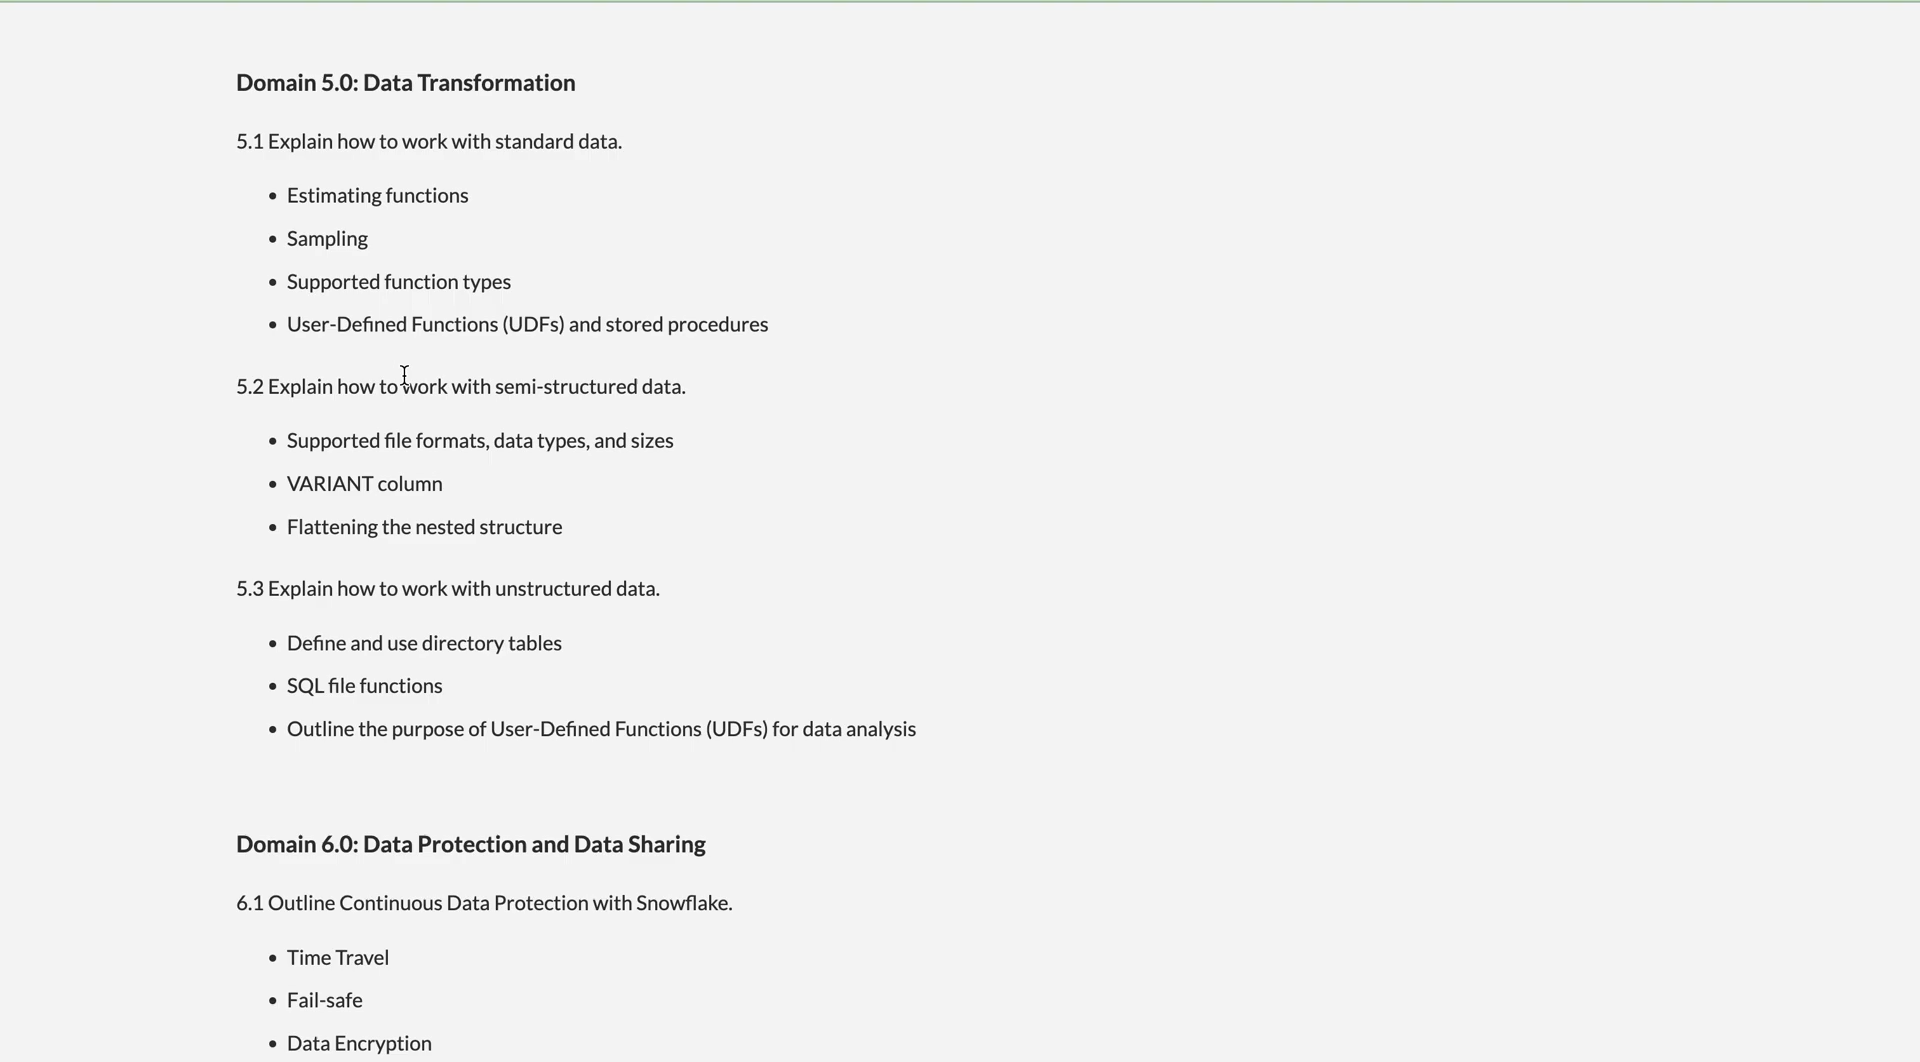 Domain 5.0: Data Transformation
5.1 Explain how to work with standard data.
• Estimating functions
• Sampling
• Supported function types
• User-Defined Functions (UDFs) and stored procedures
5.2 Explain how to work with semi-structured data.
• Supported file formats, data types, and sizes
• VARIANT column
• Flattening the nested structure
5.3 Explain how to work with unstructured data.
• Define and use directory tables
• SQL file functions
• Outline the purpose of User-Defined Functions (UDFs) for data analysis
Domain 6.0: Data Protection and Data Sharing
6.1 Outline Continuous Data Protection with Snowflake.
• Time Travel
• Fail-safe
• Data Encryption